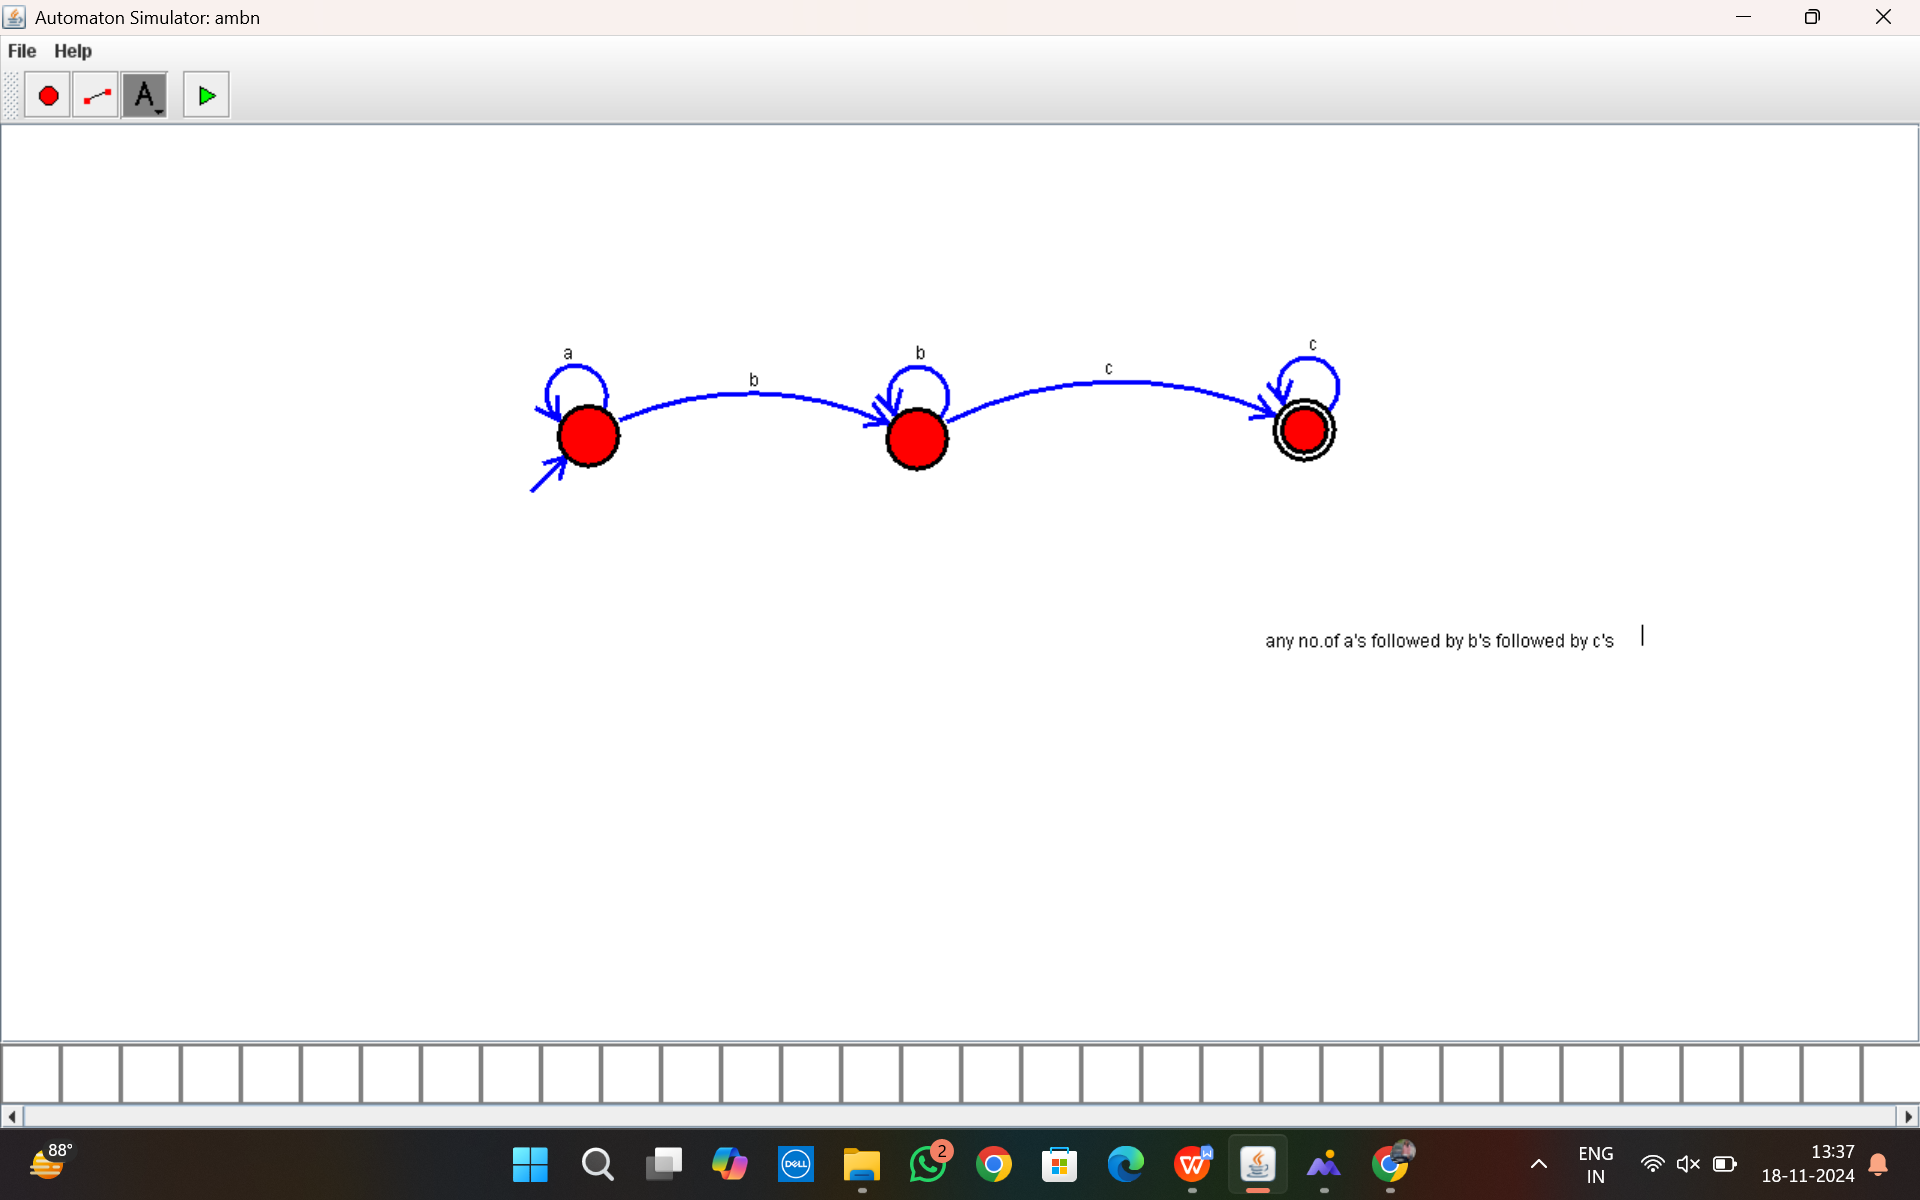 Automaton Simulator: ambn
File Help
A
a
b
b
c
c
any no.of a's followed by b's followed by c's
88°
DELL
2
W
W
ENG
IN
13:37
18-11-2024